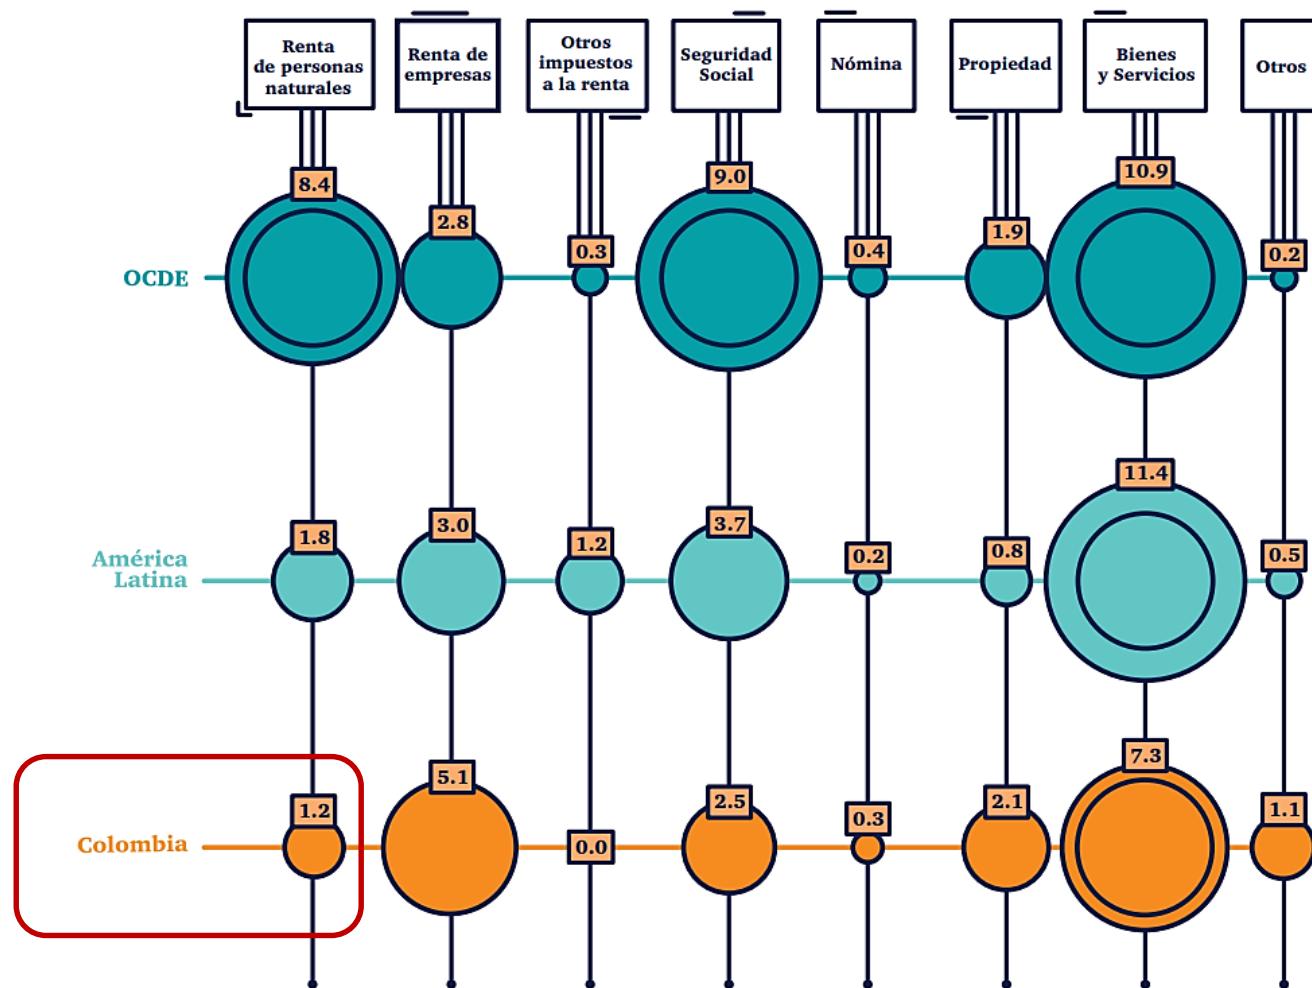 Renta
de personas
naturales
Renta de
empresas
Otros
impuestos
a la renta
Seguridad
Social
Nómina
Propiedad
Bienes
y Servicios
Otros
OCDE
8.4
2.8
0.3
9.0
0.4
1.9
10.9
0.2
América
Latina
1.8
3.0
1.2
3.7
0.2
0.8
11.4
0.5
Colombia
1.2
5.1
0.0
2.5
0.3
2.1
7.3
1.1